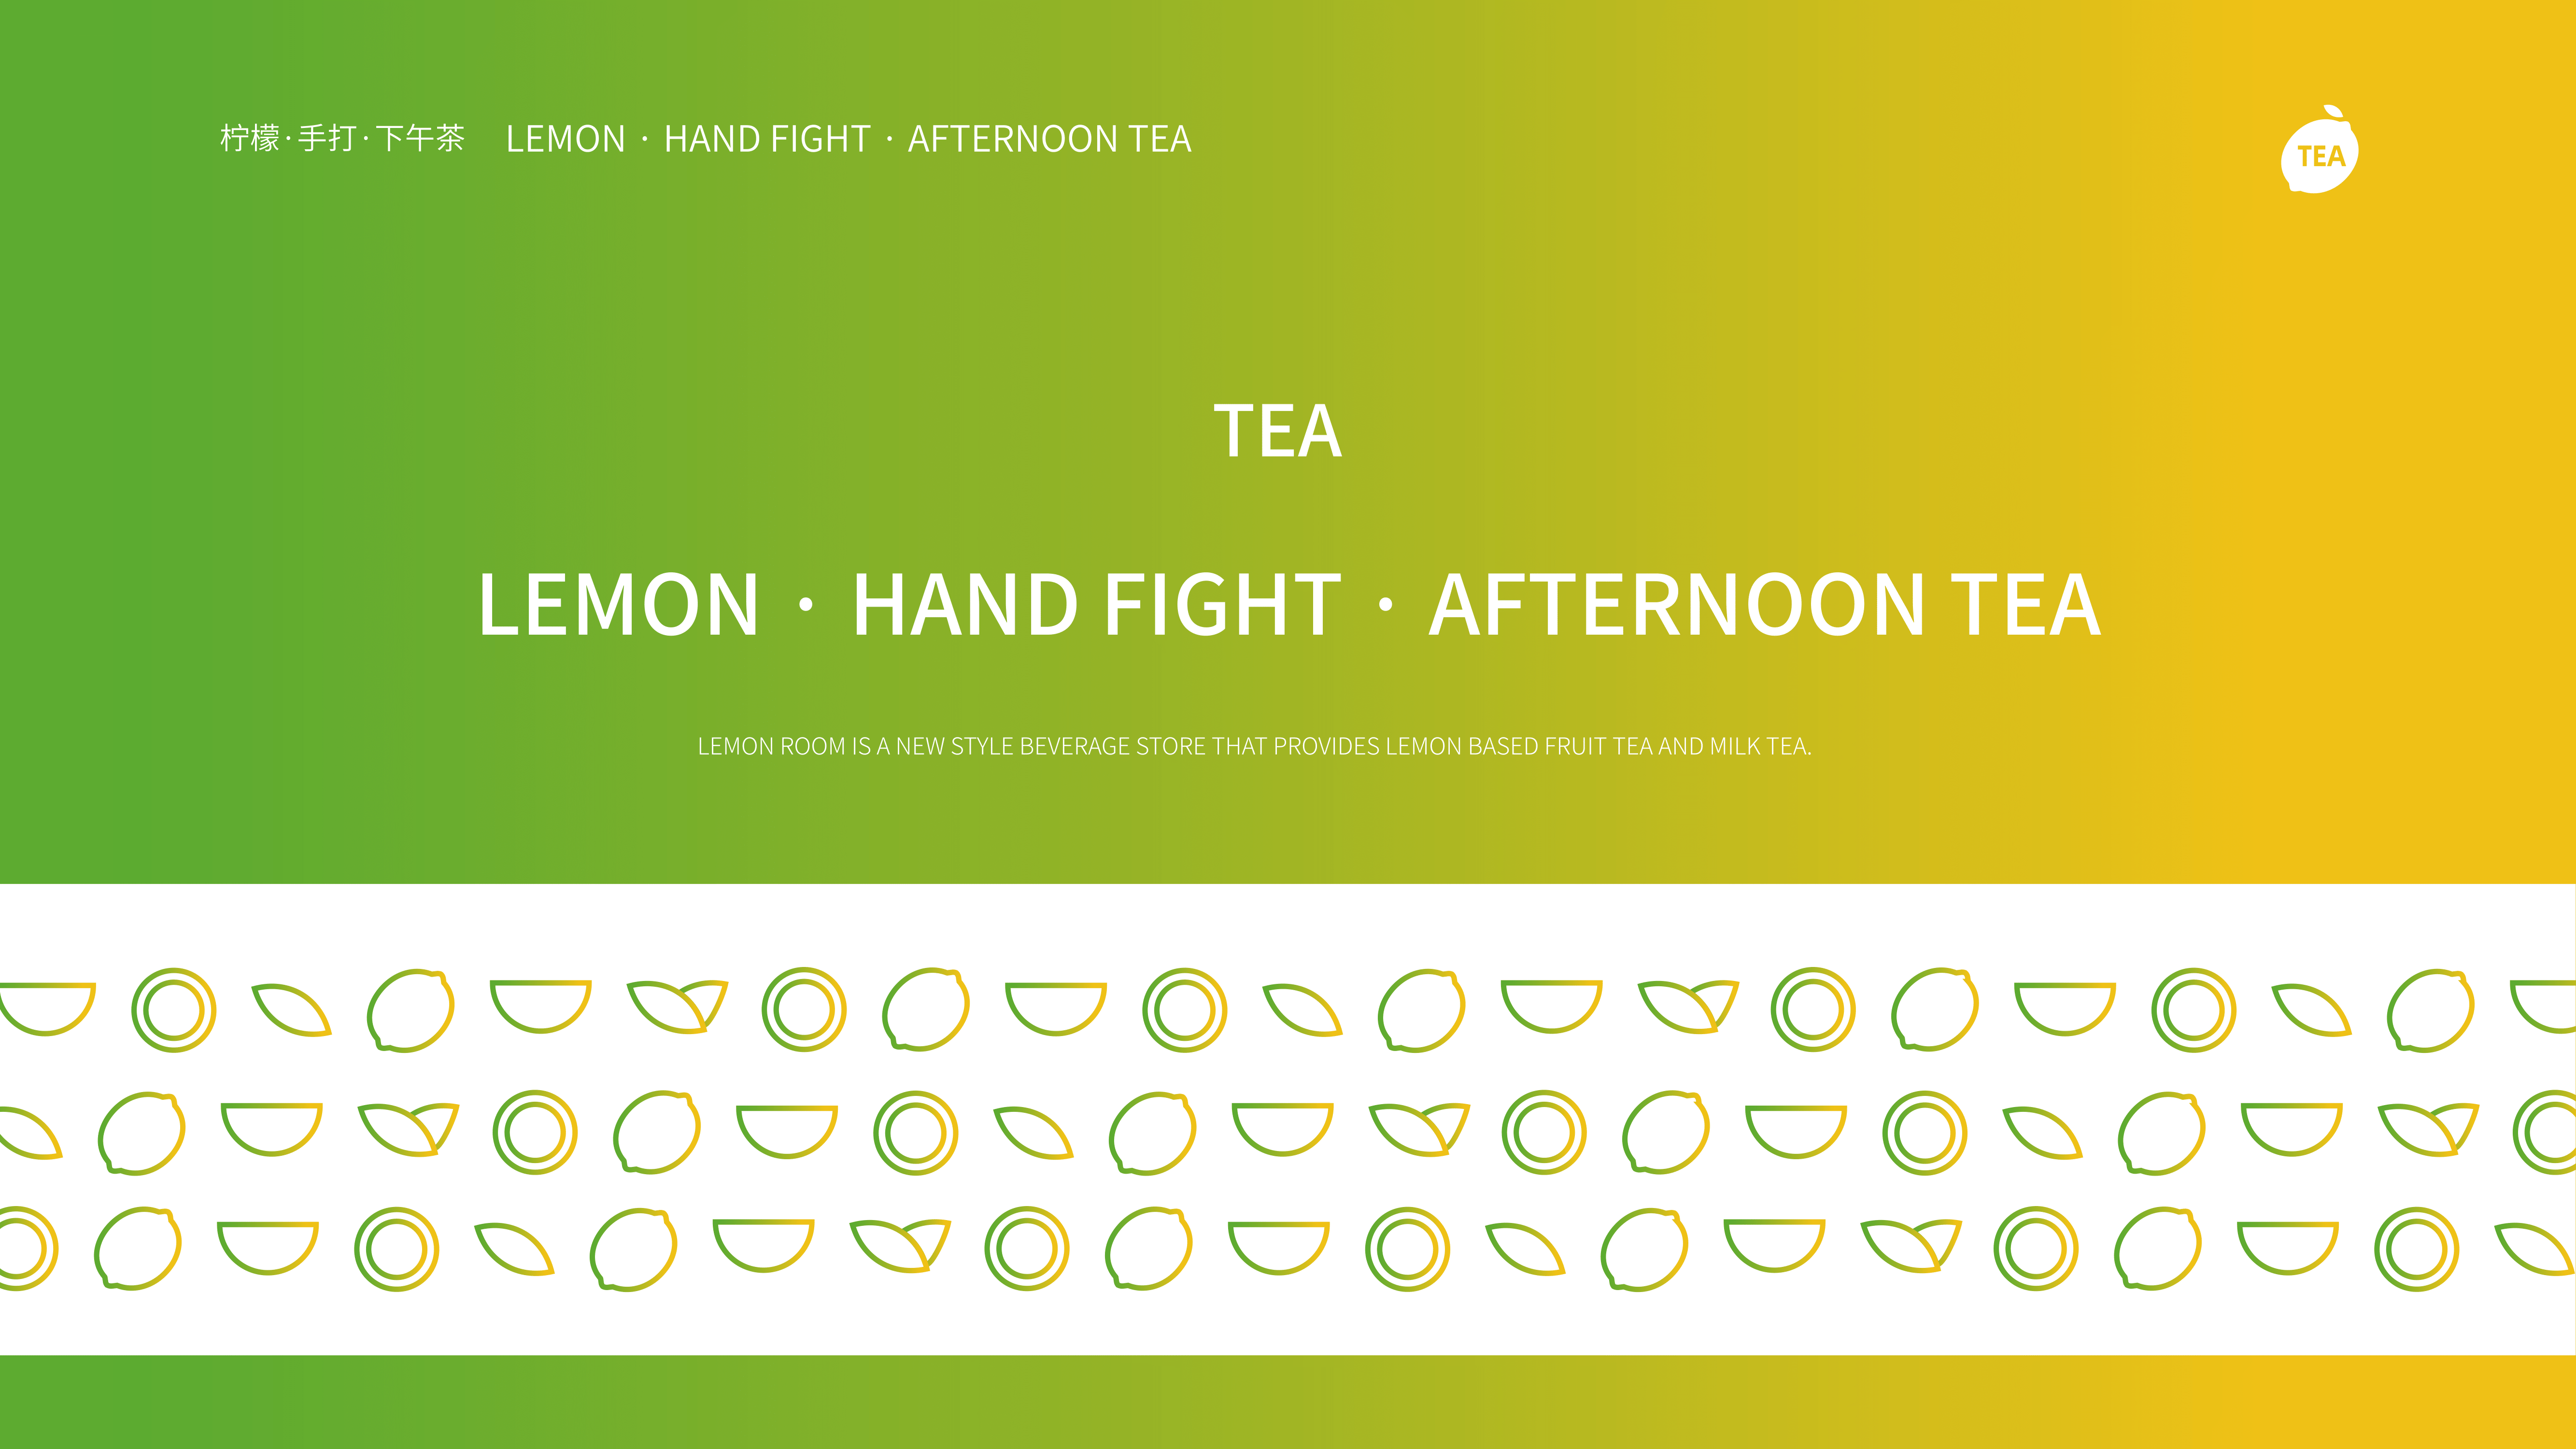 柠檬·手打·下午茶 LEMON · HAND FIGHT · AFTERNOON TEA
TEA
TEA
LEMON · HAND FIGHT · AFTERNOON TEA
LEMON ROOM IS A NEW STYLE BEVERAGE STORE THAT PROVIDES LEMON BASED FRUIT TEA AND MILK TEA.